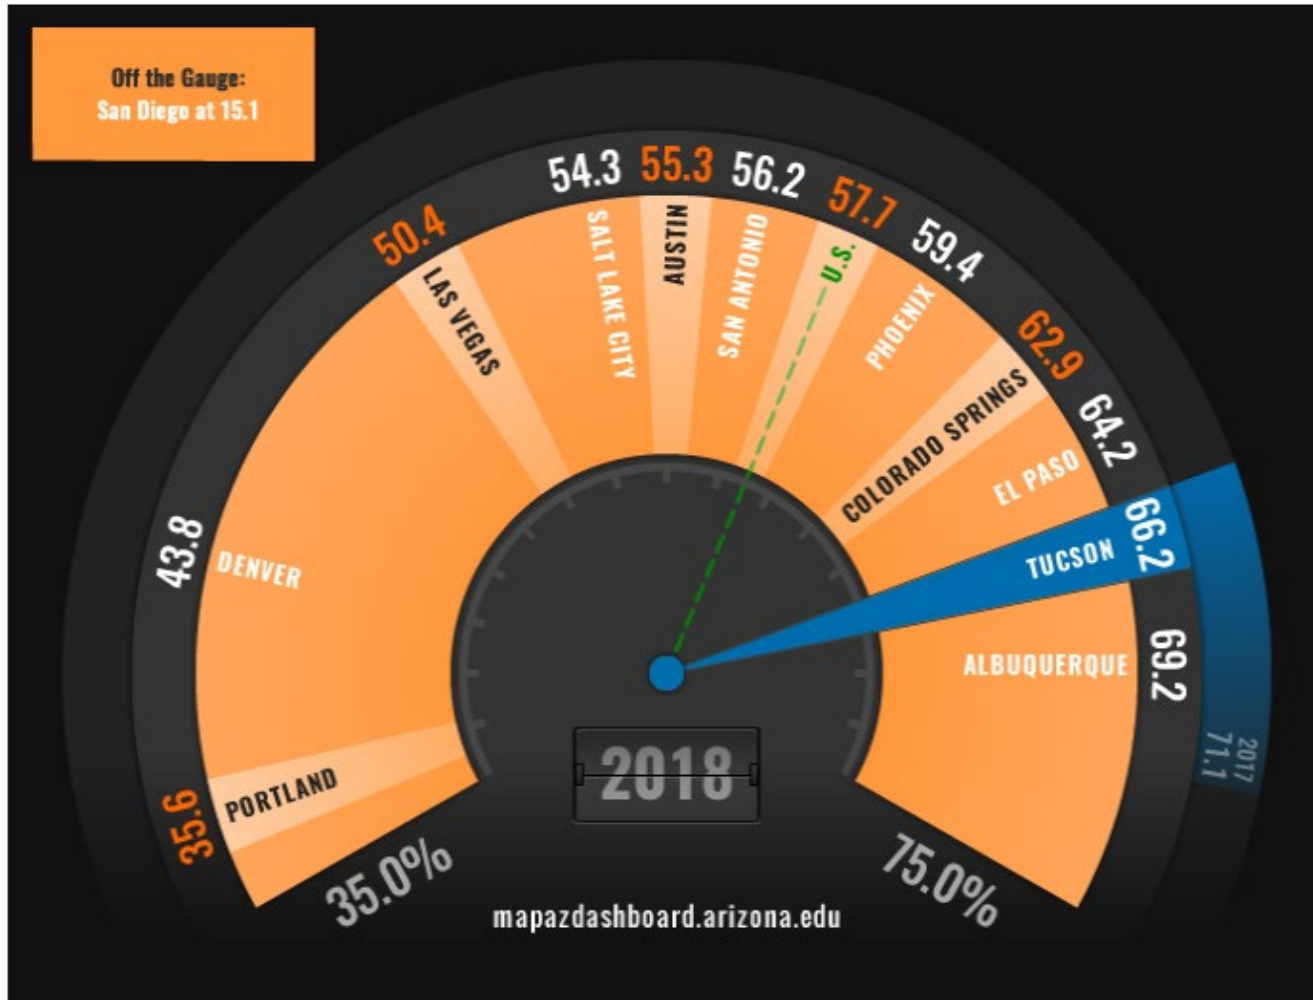 Off the Gauge:
San Diego at 15.1
35.6
PORTLAND
43.8
DENVER
50.4
LAS VEGAS
54.3
SALT LAKE CITY
55.3
AUSTIN
56.2
SAN ANTONIO
57.7
U.S.
59.4
PHOENIX
62.9
COLORADO SPRINGS
64.2
EL PASO
66.2
TUCSON
69.2
ALBUQUERQUE
2017
71.1
2018
35.0%
75.0%
mapazdashboard.arizona.edu